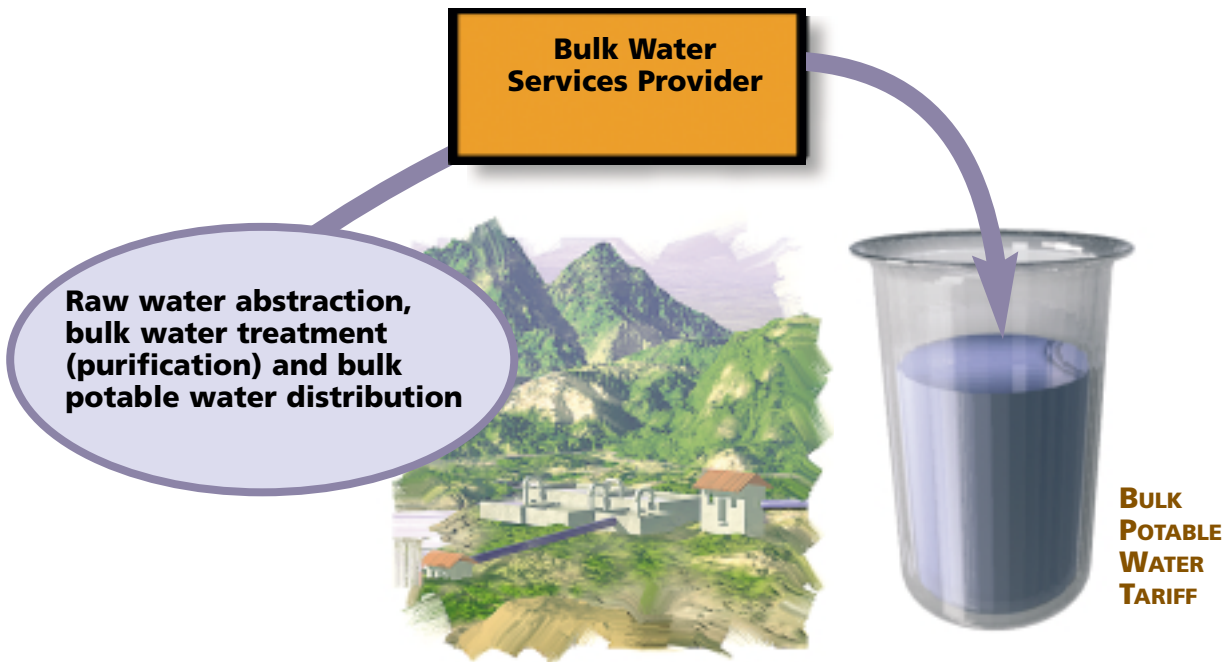 Bulk Water
Services Provider
Raw water abstraction,
bulk water treatment
(purification) and bulk
potable water distribution
BULK
POTABLE
WATER
TARIFF